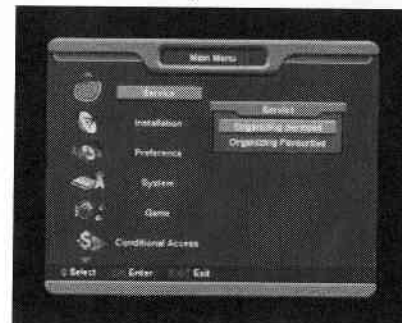 Main Menu
Service
Installation
Preference
System
Game
Conditional Access
Service
Organizing Services
Organizing Favourites
Select
Enter
Exit